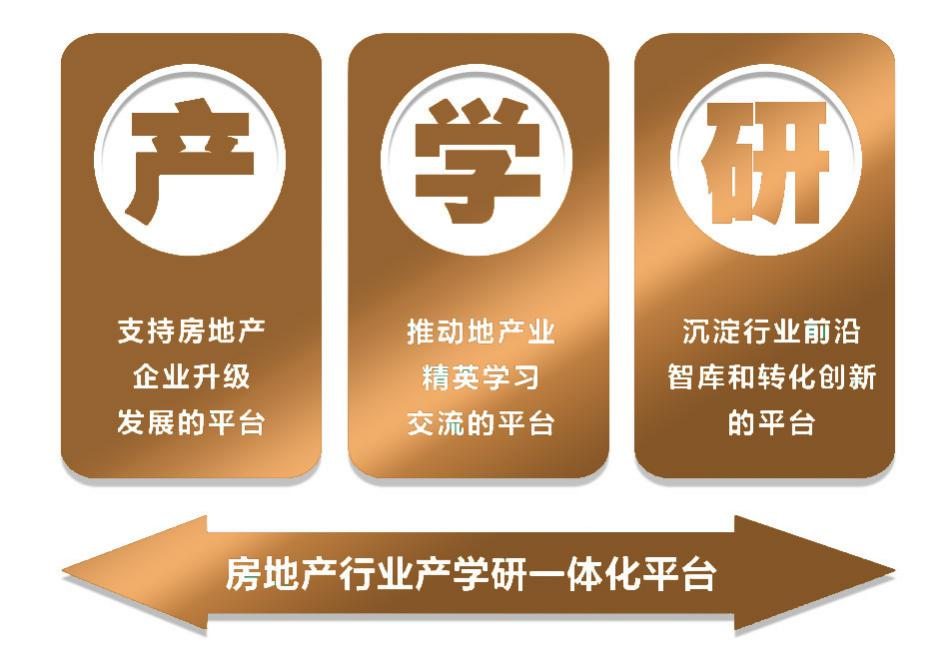 产
支持房地产
企业升级
发展的平台
学
推动地产业
精英学习
交流的平台
研
沉淀行业前沿
智库和转化创新
的平台
房地产行业产学研一体化平台